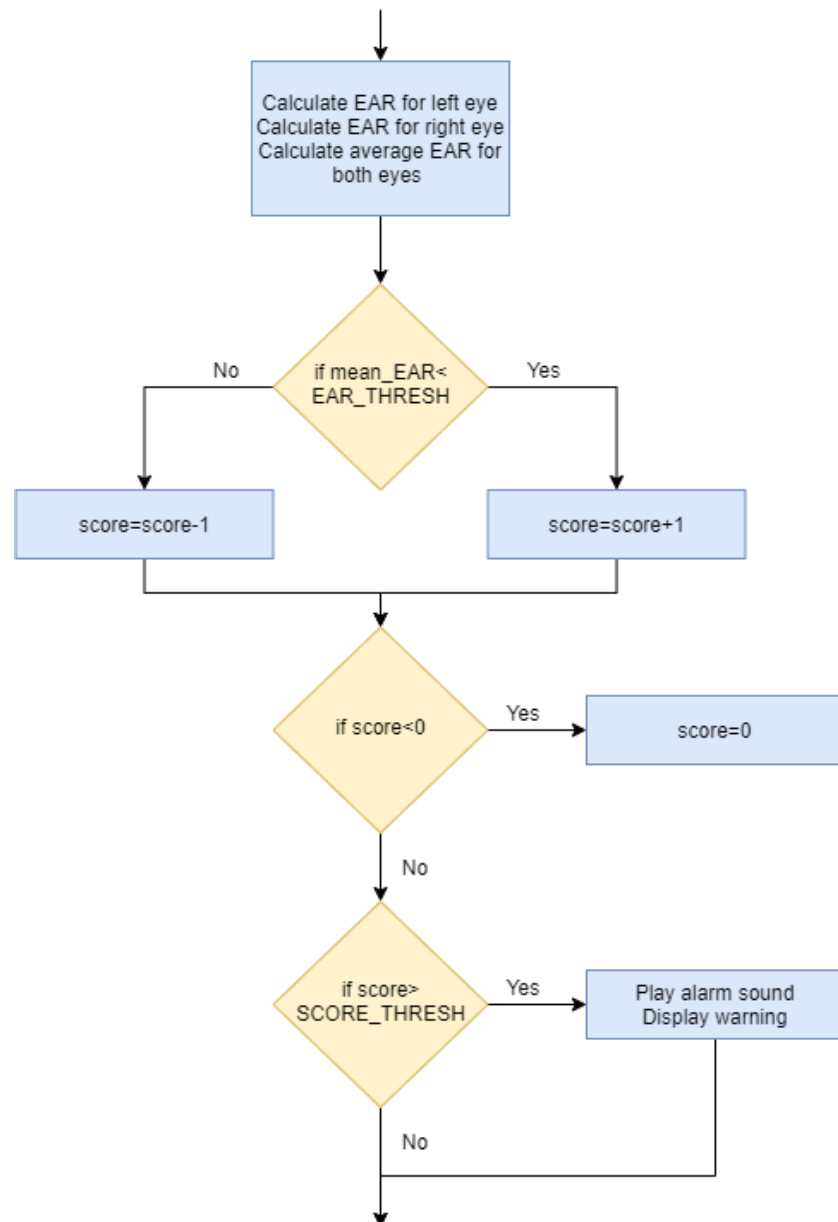 Calculate EAR for left eye
Calculate EAR for right eye
Calculate average EAR for
both eyes
if mean_EAR<
EAR_THRESH
No
Yes
score=score-1
score=score+1
if score<0
Yes
score=0
No
if score>
SCORE_THRESH
Yes
Play alarm sound
Display warning
No